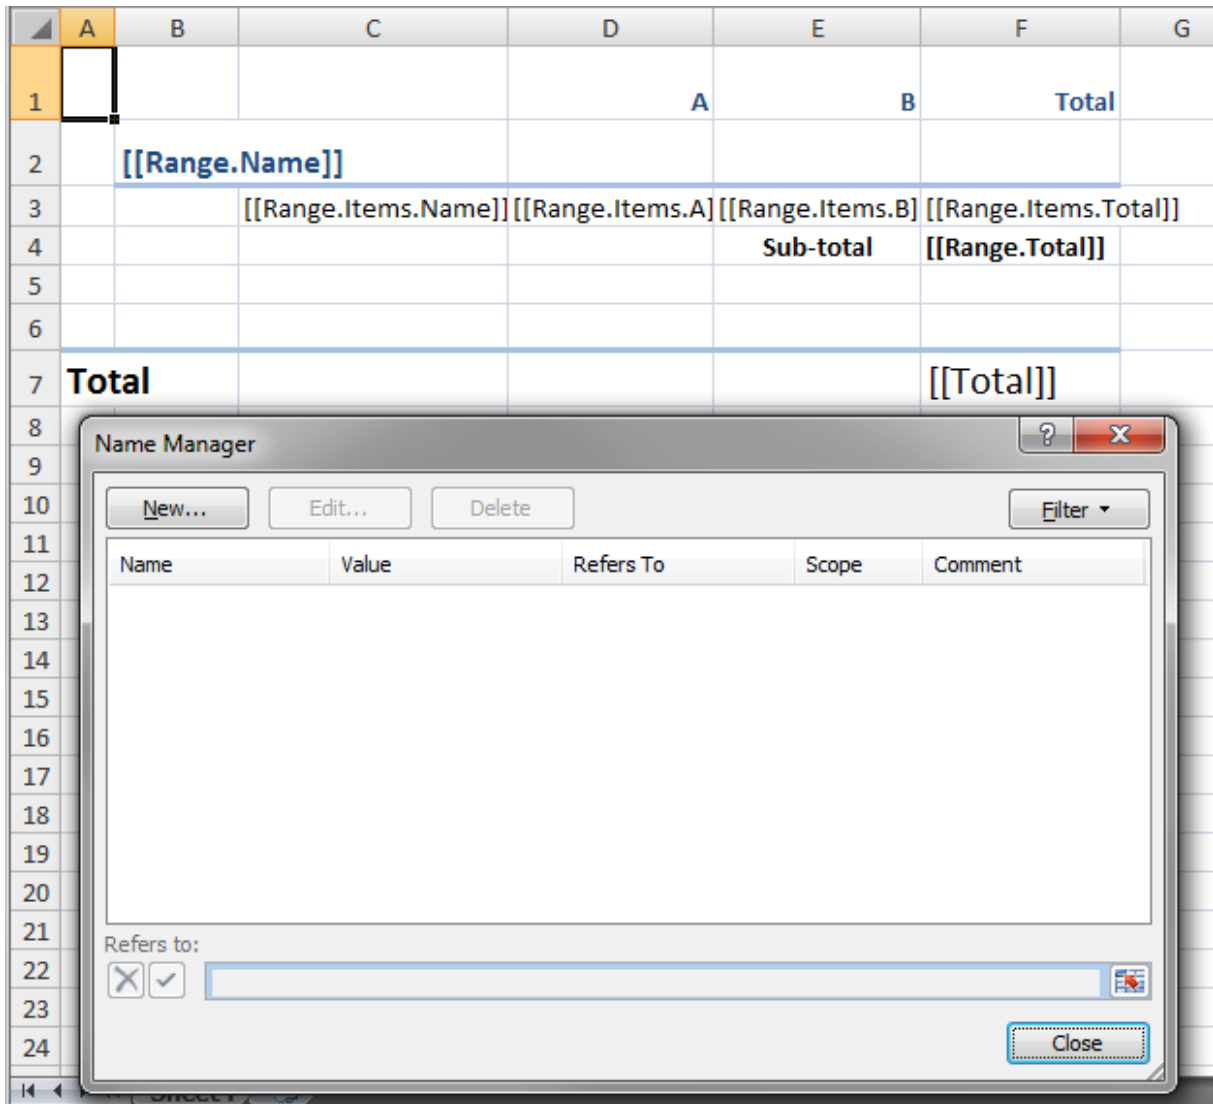 A B C D E F G
1 A B Total
2 [[Range.Name]]
3 [[Range.Items.Name]] [[Range.Items.A] [[Range.Items.B] [[Range.Items.Total]]
4 Sub-total [[Range.Total]]
5
6
7 Total [[Total]]
8
Name Manager
9
10 New... Edit... Delete Filter
11
12 Name Value Refers To Scope Comment
13
14
15
16
17
18
19
20
21
Refers to:
22
23
24 Close